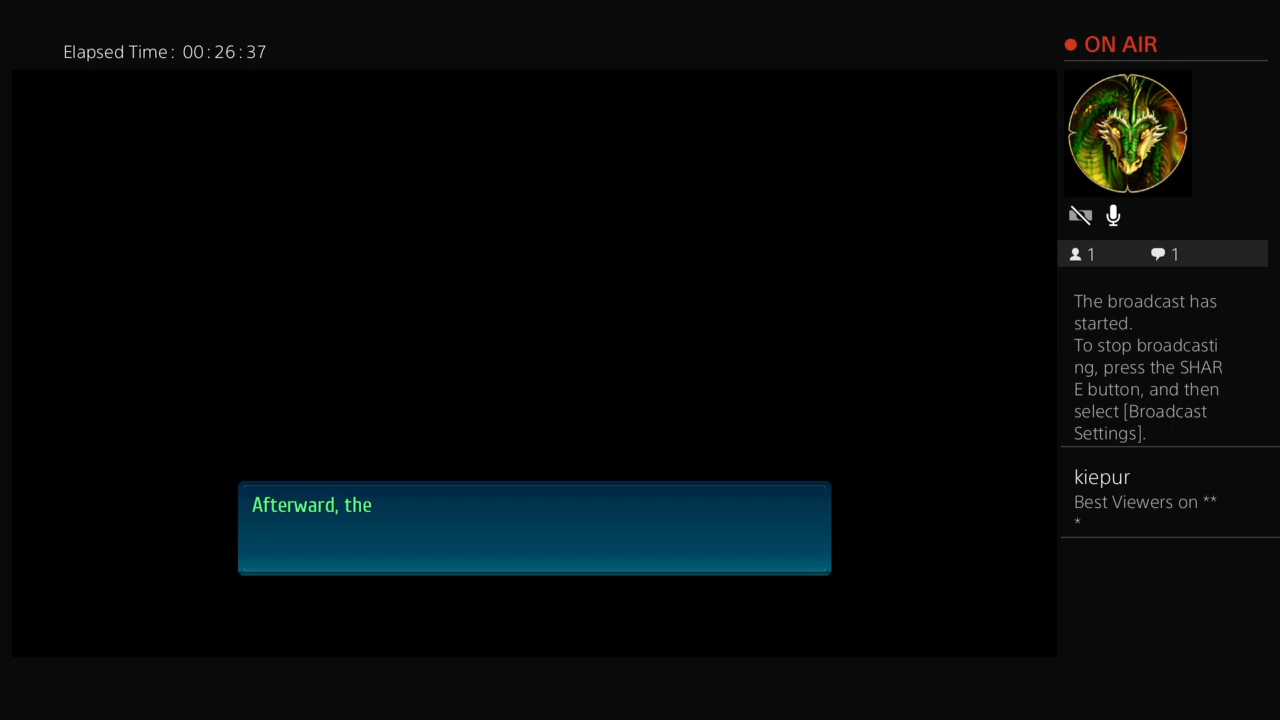 Elapsed Time: 00:26:37
ON AIR
1 1
The broadcast has
started.
To stop broadcasti
ng, press the SHAR
E button, and then
select [Broadcast
Settings].
kiepur
Best Viewers on **
*
Afterward, the